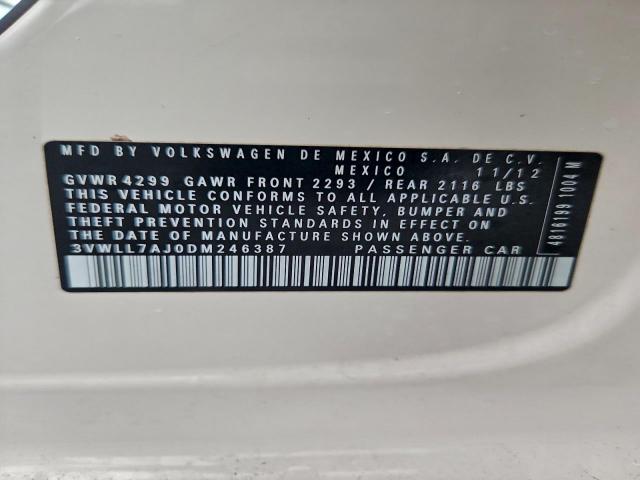 MFD BY VOLKSWAGEN DE MEXICO S.A. DE C.V.
MEXICO 11/12
GVWR 4299 GAWR FRONT 2293 / REAR 2116 LBS
THIS VEHICLE CONFORMS TO ALL APPLICABLE U.S.
FEDERAL MOTOR VEHICLE SAFETY, BUMPER AND
THEFT PREVENTION STANDARDS IN EFFECT ON
THE DATE OF MANUFACTURE SHOWN ABOVE.
3VWLL7AJ0DM246387 PASSENGER CAR
4816199 1004 M